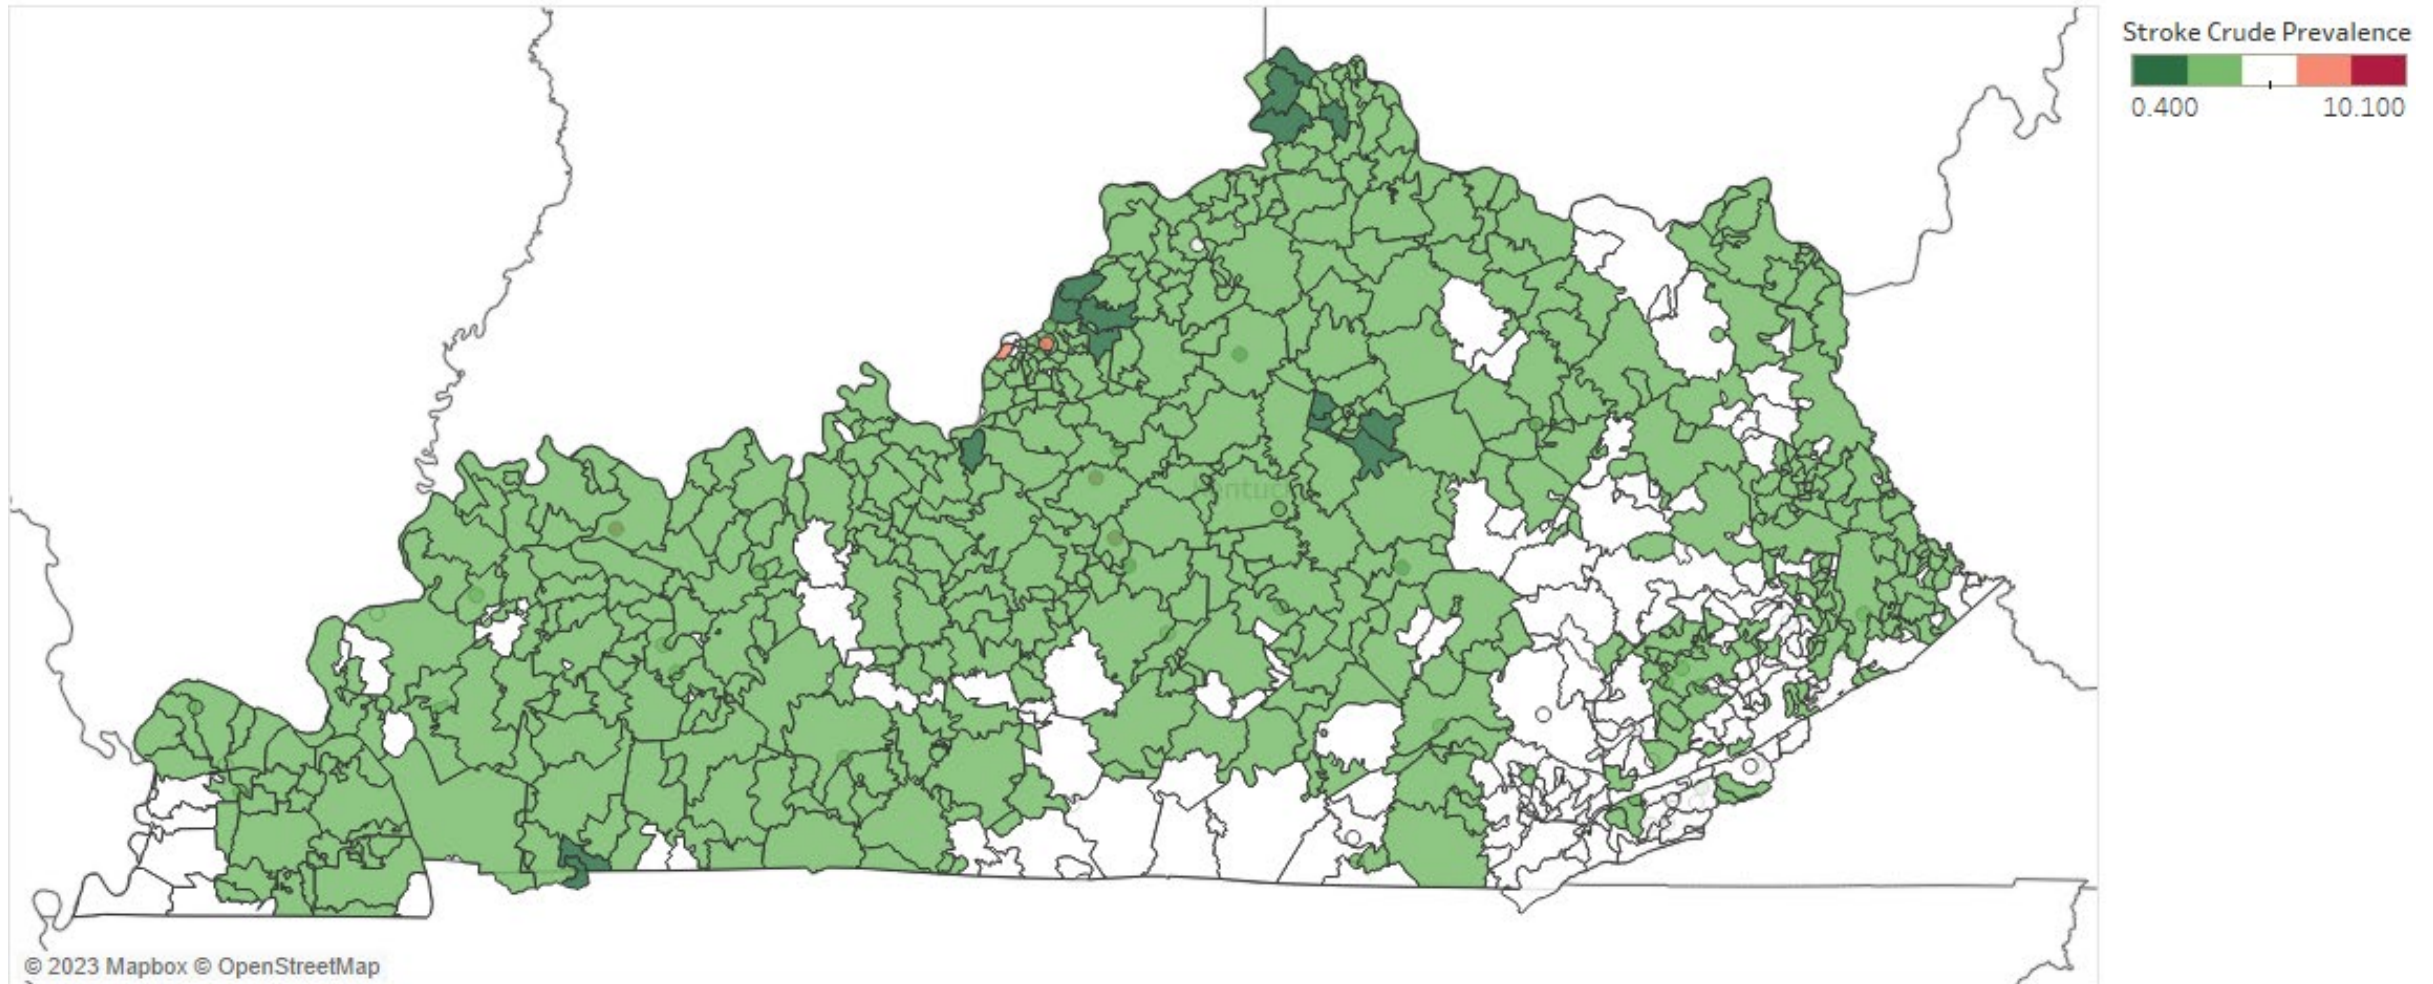 Stroke Crude Prevalence
0.400 10.100
© 2023 Mapbox © OpenStreetMap